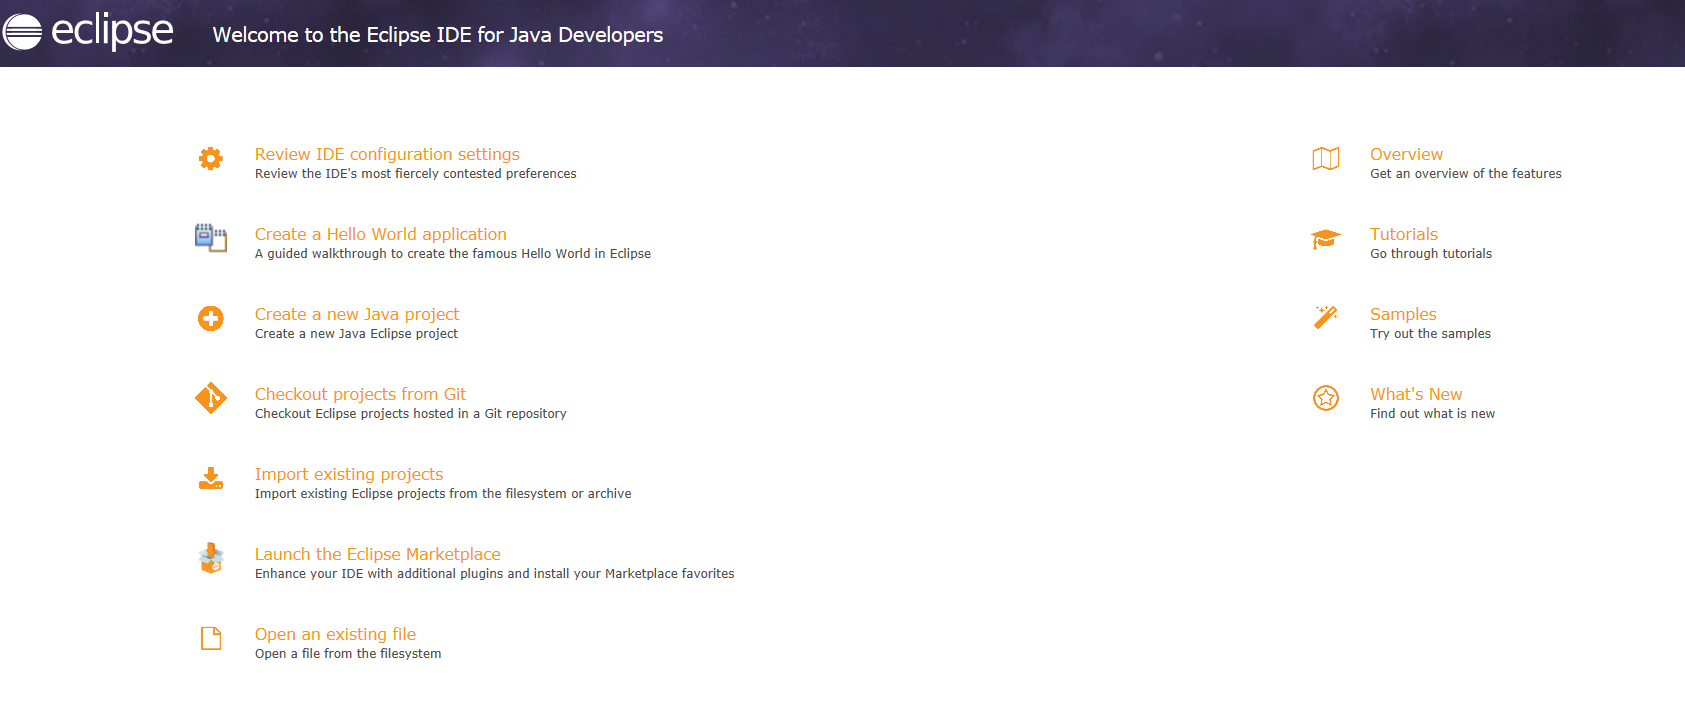 eclipse
Welcome to the Eclipse IDE for Java Developers
Review IDE configuration settings
Review the IDE's most fiercely contested preferences
Create a Hello World application
A guided walkthrough to create the famous Hello World in Eclipse
Create a new Java project
Create a new Java Eclipse project
Checkout projects from Git
Checkout Eclipse projects hosted in a Git repository
Import existing projects
Import existing Eclipse projects from the filesystem or archive
Launch the Eclipse Marketplace
Enhance your IDE with additional plugins and install your Marketplace favorites
Open an existing file
Open a file from the filesystem
Overview
Get an overview of the features
Tutorials
Go through tutorials
Samples
Try out the samples
What's New
Find out what is new